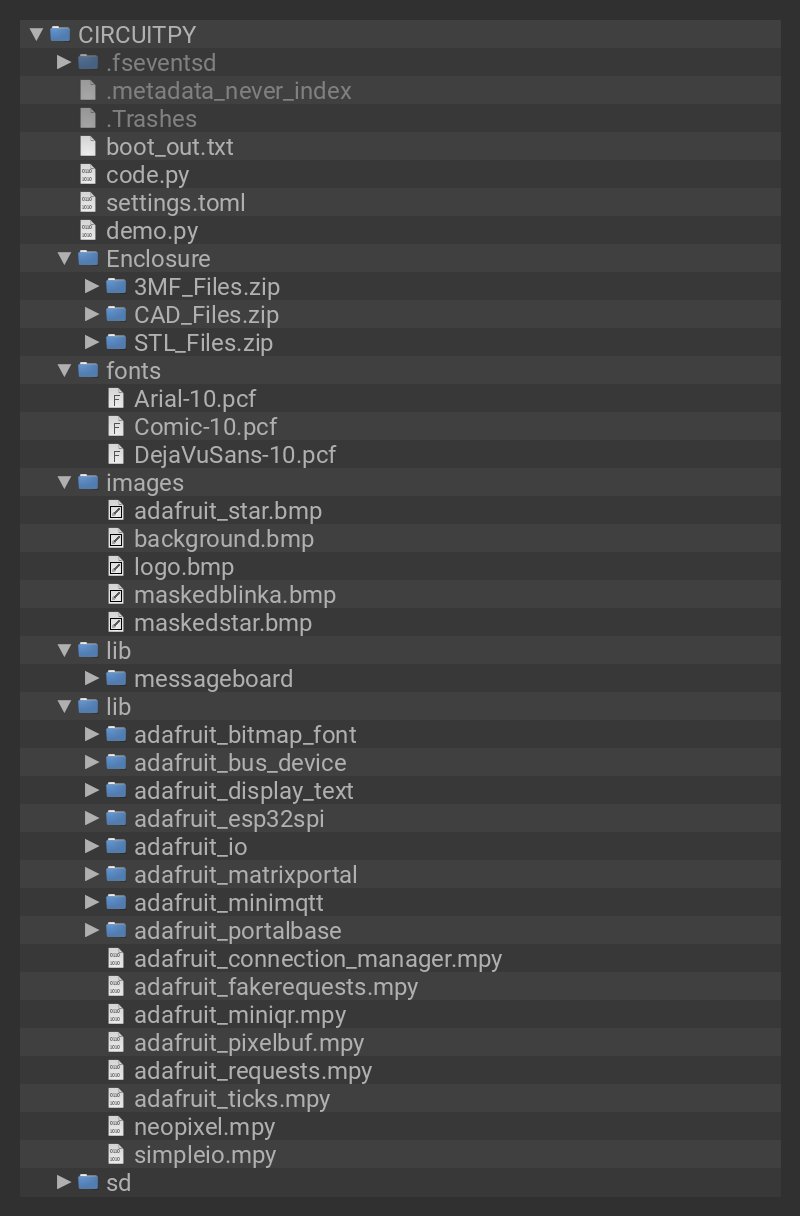 CIRCUITPY
.fseventsd
.metadata_never_index
.Trashes
boot_out.txt
code.py
settings.toml
demo.py
Enclosure
3MF_Files.zip
CAD_Files.zip
STL_Files.zip
fonts
Arial-10.pcf
Comic-10.pcf
DejaVuSans-10.pcf
images
adafruit_star.bmp
background.bmp
logo.bmp
maskedblinka.bmp
maskedstar.bmp
lib
messageboard
lib
adafruit_bitmap_font
adafruit_bus_device
adafruit_display_text
adafruit_esp32spi
adafruit_io
adafruit_matrixportal
adafruit_minimqtt
adafruit_portalbase
adafruit_connection_manager.mpy
adafruit_fakerequests.mpy
adafruit_miniqr.mpy
adafruit_pixelbuf.mpy
adafruit_requests.mpy
adafruit_ticks.mpy
neopixel.mpy
simpleio.mpy
sd